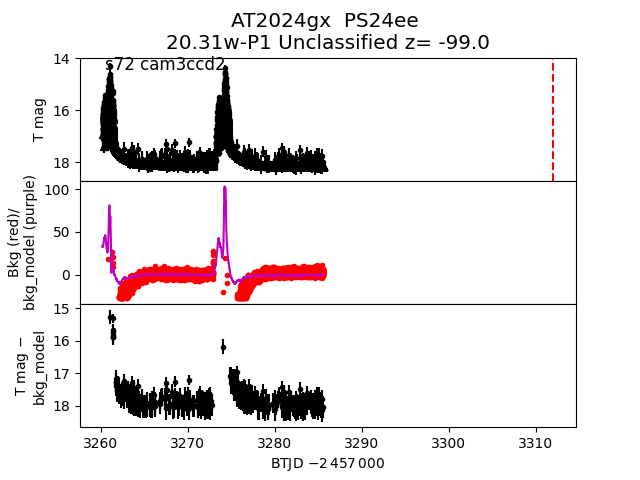 AT2024gx  PS24ee
20.31w-P1 Unclassified z= -99.0
s72 cam3ccd2
14
16
18
T mag
100
50
0
Bkg (red)/
bkg_model (purple)
15
16
17
18
T mag −
bkg_model
3260
3270
3280
3290
3300
3310
BTJD −2 457 000